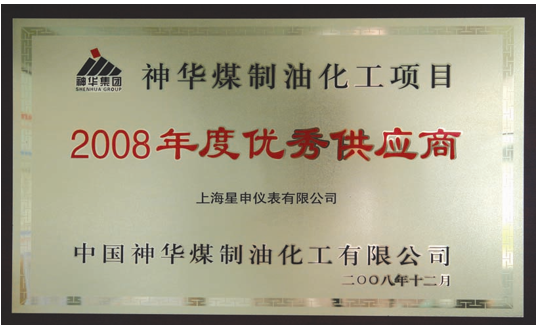 神华集团
SHENHUA GROUP
神华煤制油化工项目
2008年度优秀供应商
上海星申仪表有限公司
中国神华煤制油化工有限公司
二〇〇八年十二月